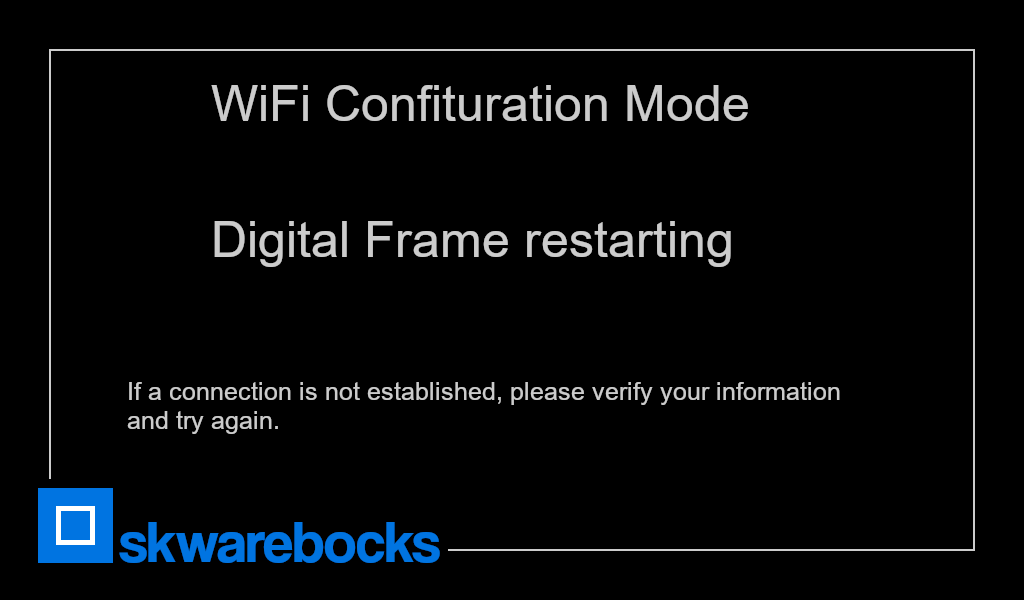 WiFi Confituration Mode
Digital Frame restarting
If a connection is not established, please verify your information
and try again.
skwarebocks